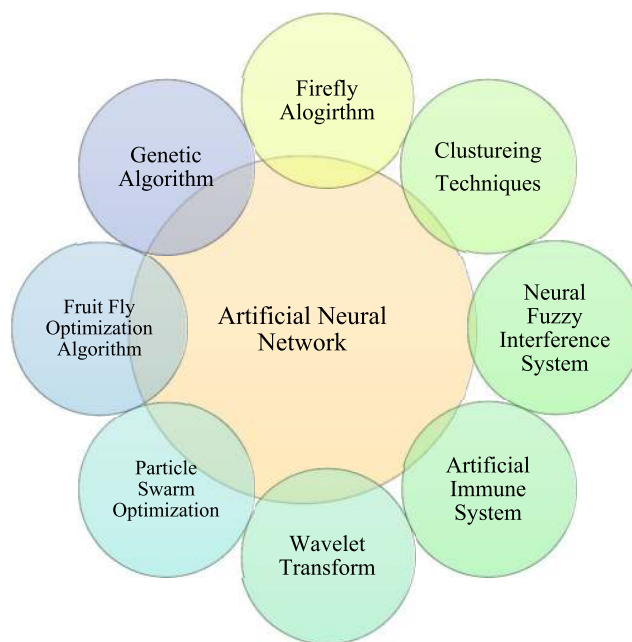 Firefly
Alogirthm
Clustureing
Techniques
Neural
Fuzzy
Interference
System
Artificial
Immune
System
Wavelet
Transform
Particle
Swarm
Optimization
Fruit Fly
Optimization
Algorithm
Genetic
Algorithm
Artificial Neural
Network